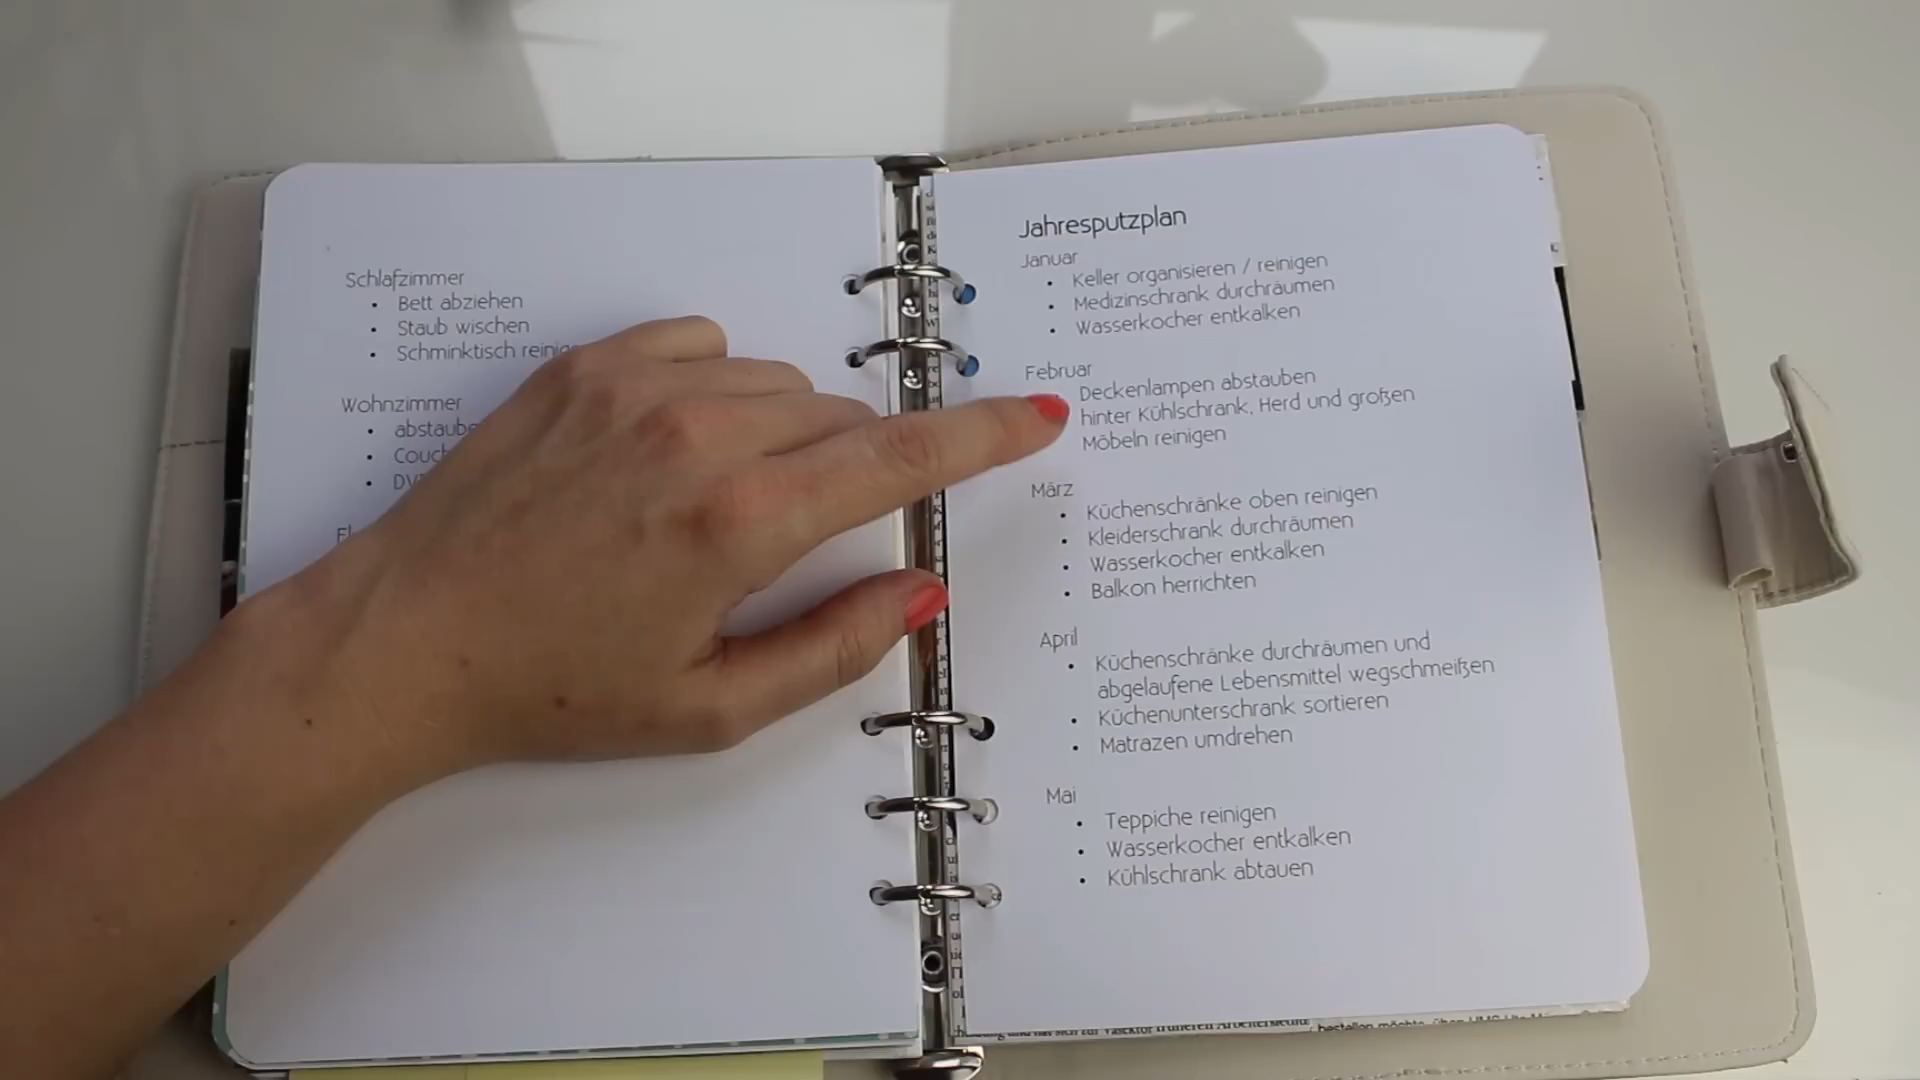 Schlafzimmer
• Bett abziehen
• Staub wischen
• Schminktisch
Wohnzimmer
Jahresputzplan
Januar
• Keller organisieren / reinigen
• Medizinschrank durchräumen
• Wasserkocher entkalken
Februar
Deckenlampen abstauben
hinter Kühlschrank, Herd und großen
Möbeln reinigen
März
• Küchenschränke oben reinigen
• Kleiderschrank durchräumen
• Wasserkocher entkalken
• Balkon herrichten
April
• Küchenschränke durchräumen und
abgelaufene Lebensmittel wegschmeißen
• Küchenunterschrank sortieren
• Matrazen umdrehen
Mai
• Teppiche reinigen
• Wasserkocher entkalken
• Kühlschrank abtauen